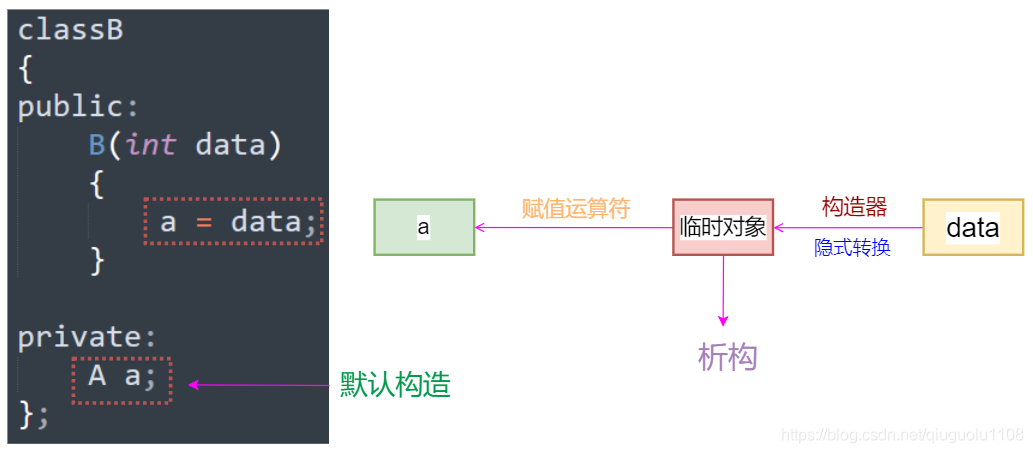 classB
{
public:
B(int data)
{
a = data;
}
private:
A a;
};
默认构造
a
赋值运算符
临时对象
构造器
隐式转换
data
析构
https://blog.csdn.net/qiuguolu1108